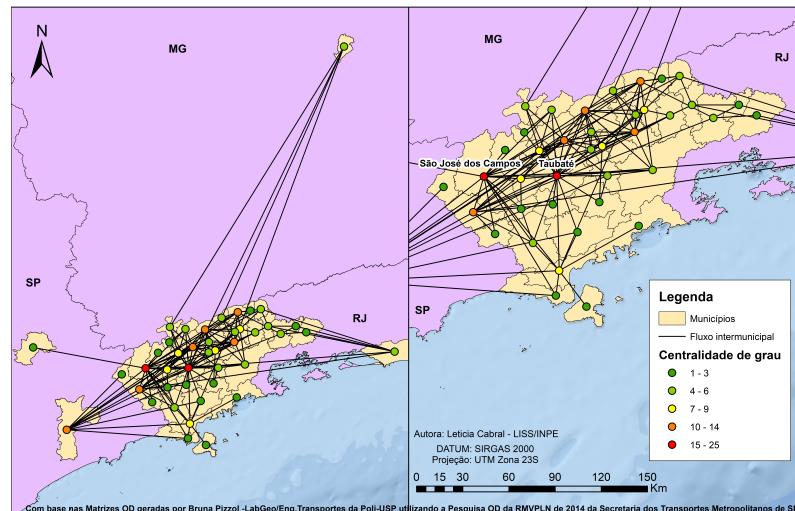 N
MG
SP
RJ
MG
RJ
São José dos Campos
Taubaté
SP
Legenda
Municípios
Fluxo intermunicipal
Centralidade de grau
1 - 3
4 - 6
7 - 9
10 - 14
15 - 25
Autora: Leticia Cabral - LISS/INPE
DATUM: SIRGAS 2000
Projeção: UTM Zona 23S
0 15 30 60 90 120 150
Km
Com base nas Matrizes OD geradas por Bruna Pizzol -LabGeo/Eng.Transportes da Poli-USP utilizando a Pesquisa OD da RMVPLN de 2014 da Secretaria dos Transportes Metropolitanos de